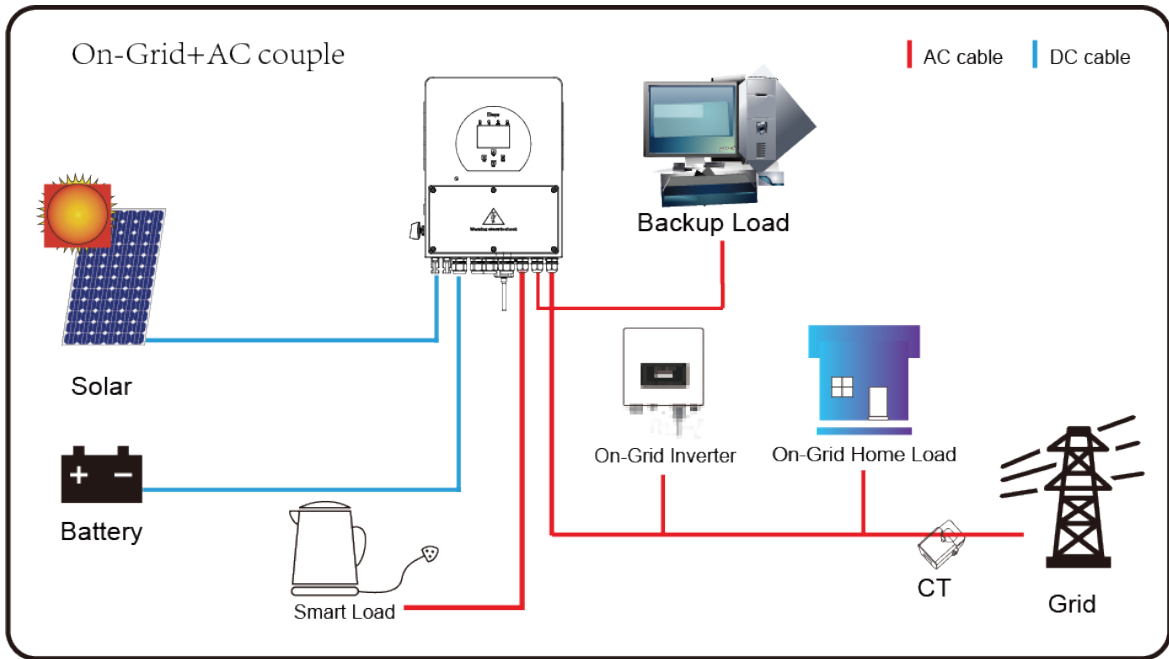 On-Grid+AC couple
AC cable
DC cable
Backup Load
Solar
On-Grid Inverter
On-Grid Home Load
Battery
Smart Load
CT
Grid